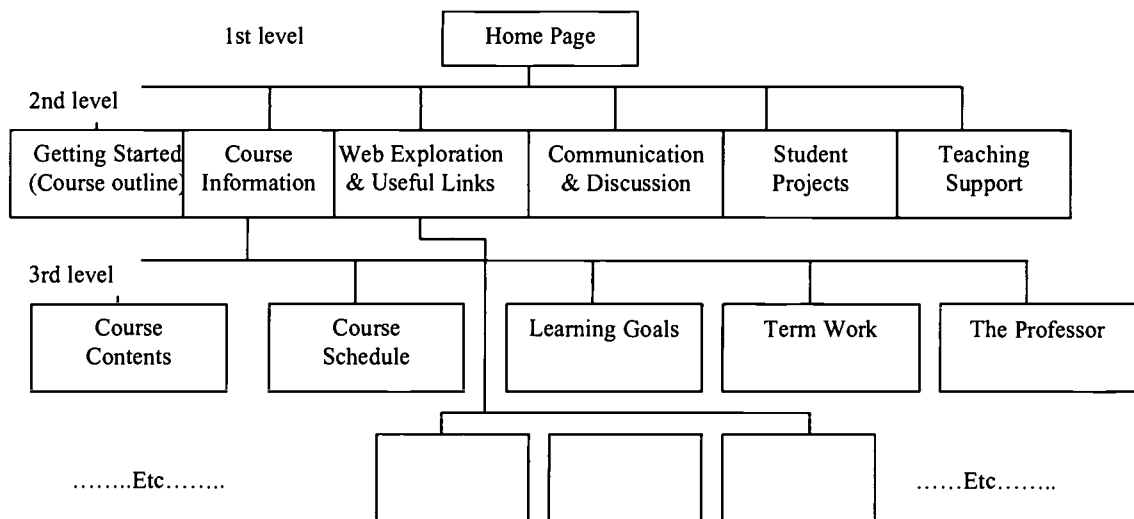 1st level
Home Page
2nd level
Getting Started
(Course outline)
Course
Information
Web Exploration
& Useful Links
Communication
& Discussion
Student
Projects
Teaching
Support
3rd level
Course
Contents
Course
Schedule
Learning Goals
Term Work
The Professor
........Etc........
......Etc........